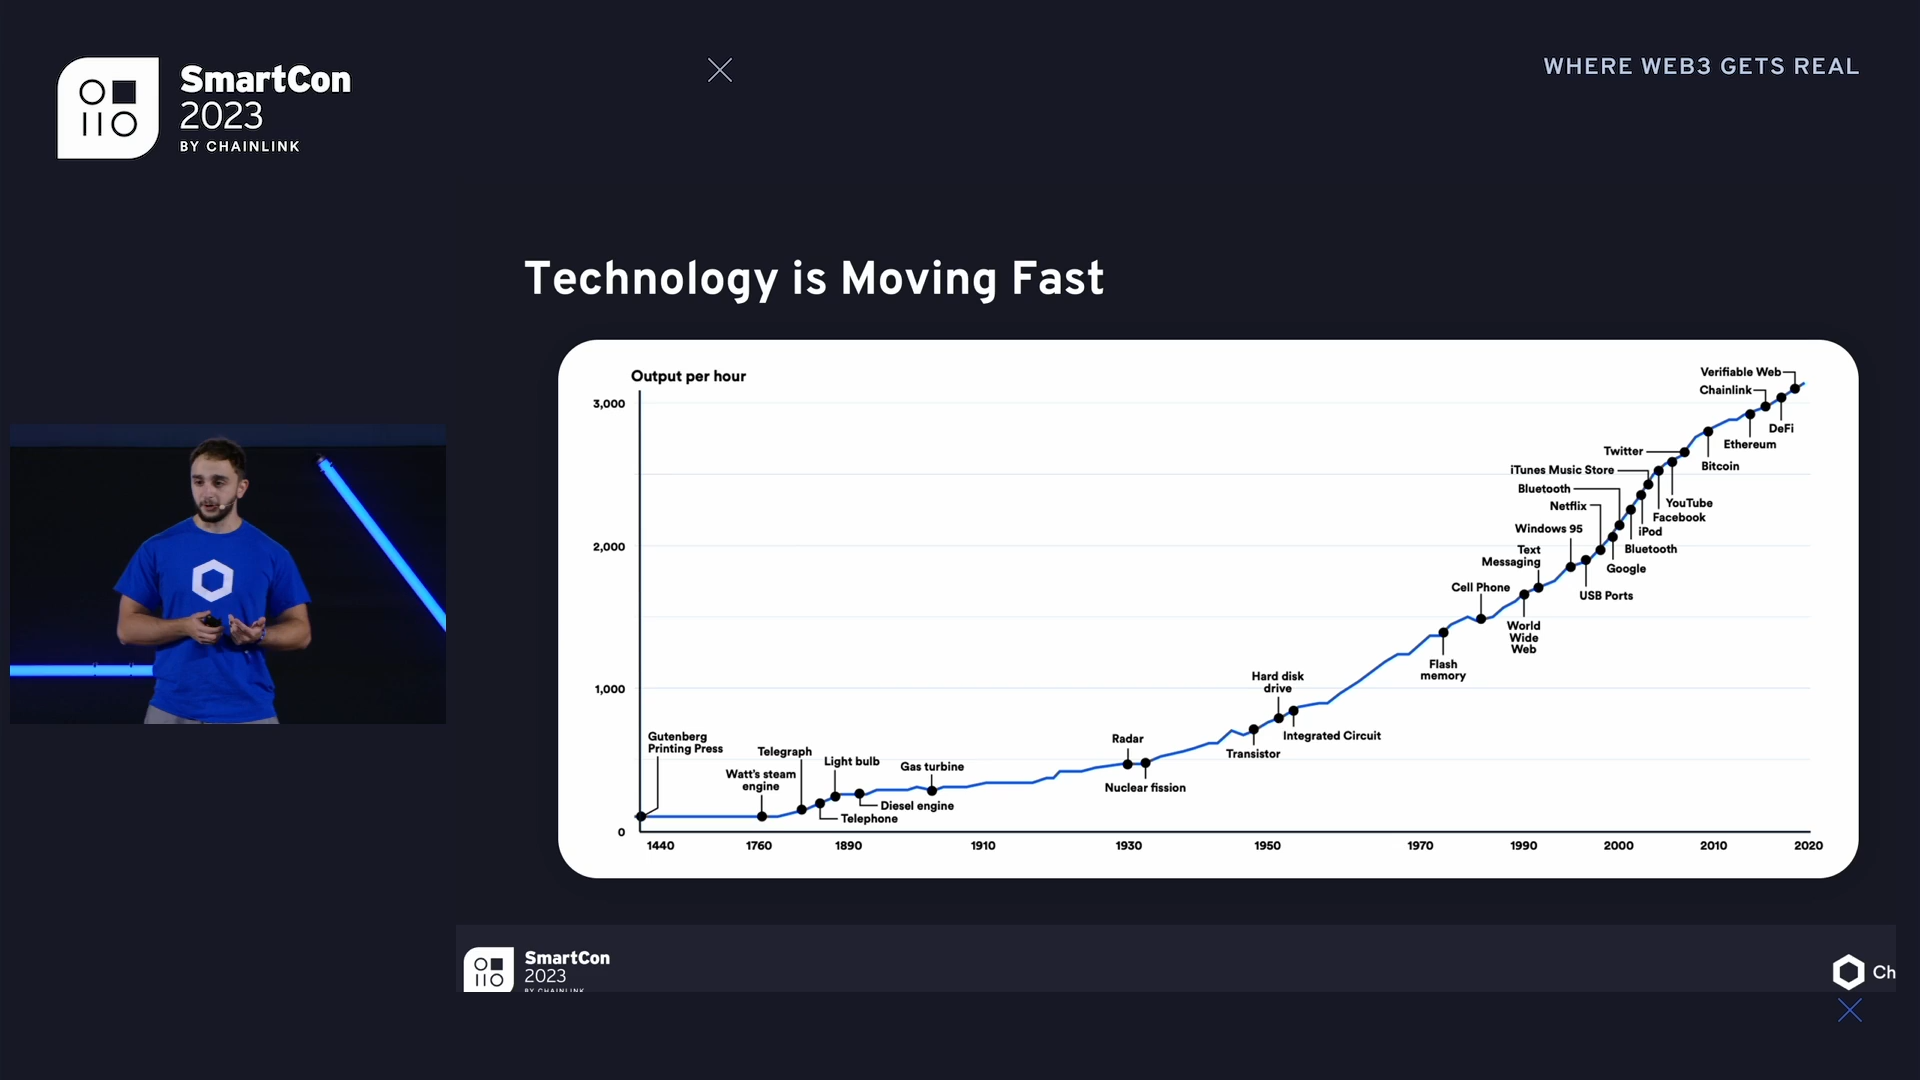 SmartCon
2023
BY CHAINLINK
WHERE WEB3 GETS REAL
Technology is Moving Fast
Output per hour
3,000
2,000
1,000
0
1440
1760
1890
1910
1930
1950
1970
1990
2000
2010
2020
Gutenberg
Printing Press
Watt's steam
engine
Telegraph
Telephone
Light bulb
Diesel engine
Gas turbine
Radar
Nuclear fission
Transistor
Hard disk
drive
Integrated Circuit
Flash
memory
Cell Phone
World
Wide
Web
Text
Messaging
Windows 95
USB Ports
Netflix
Google
Bluetooth
Bluetooth
iPod
iTunes Music Store
Facebook
YouTube
Twitter
Bitcoin
Ethereum
Chainlink
DeFi
Verifiable Web
SmartCon
2023
BY CHAINLINK
Ch